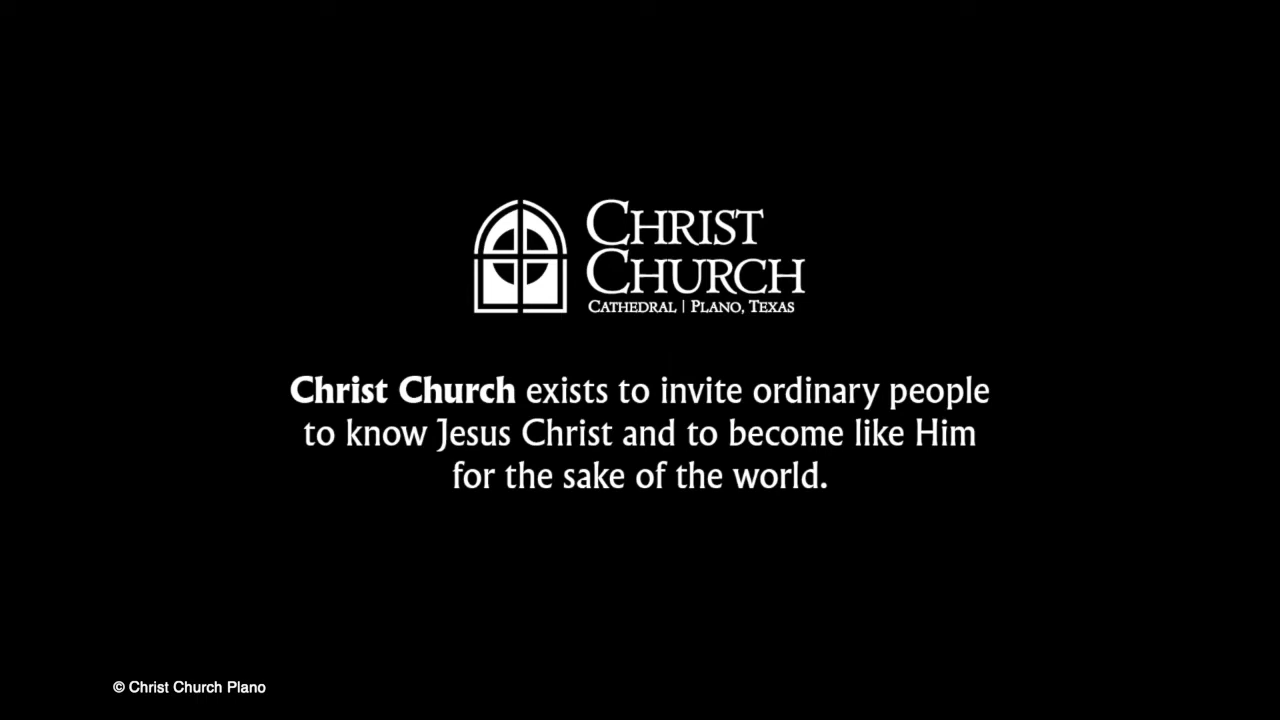 CHRIST
CHURCH
CATHEDRAL | PLANO, TEXAS
Christ Church exists to invite ordinary people
to know Jesus Christ and to become like Him
for the sake of the world.
© Christ Church Plano